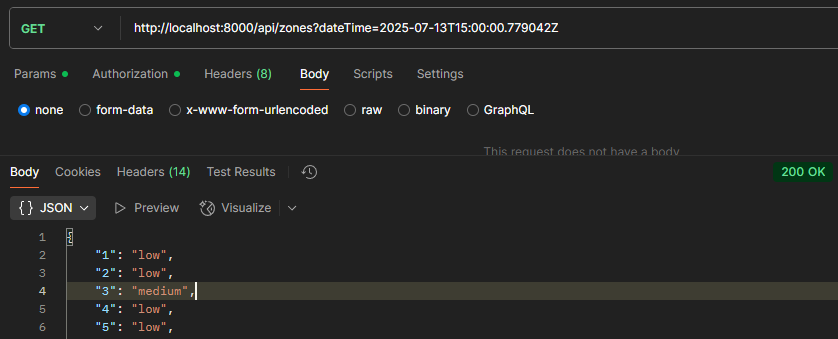 GET http://localhost:8000/api/zones?dateTime=2025-07-13T15:00:00.779042Z
Params Authorization Headers (8) Body Scripts Settings
none form-data x-www-form-urlencoded raw binary GraphQL
This request does not have a body
Body Cookies Headers (14) Test Results 200 OK
{} JSON Preview Visualize
1 {
2 "1": "low",
3 "2": "low",
4 "3": "medium",
5 "4": "low",
6 "5": "low",